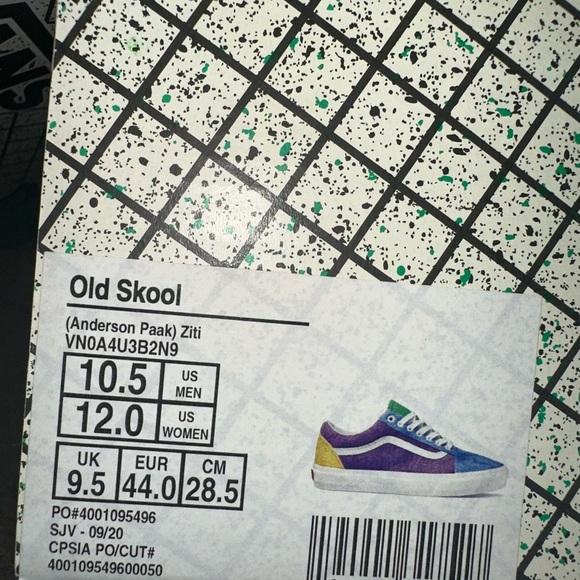 Old Skool
(Anderson Paak) Ziti
VN0A4U3B2N9
10.5 US MEN
12.0 US WOMEN
UK EUR CM
9.5 44.0 28.5
PO#4001095496
SJV - 09/20
CPSIA PO/CUT#
400109549600050